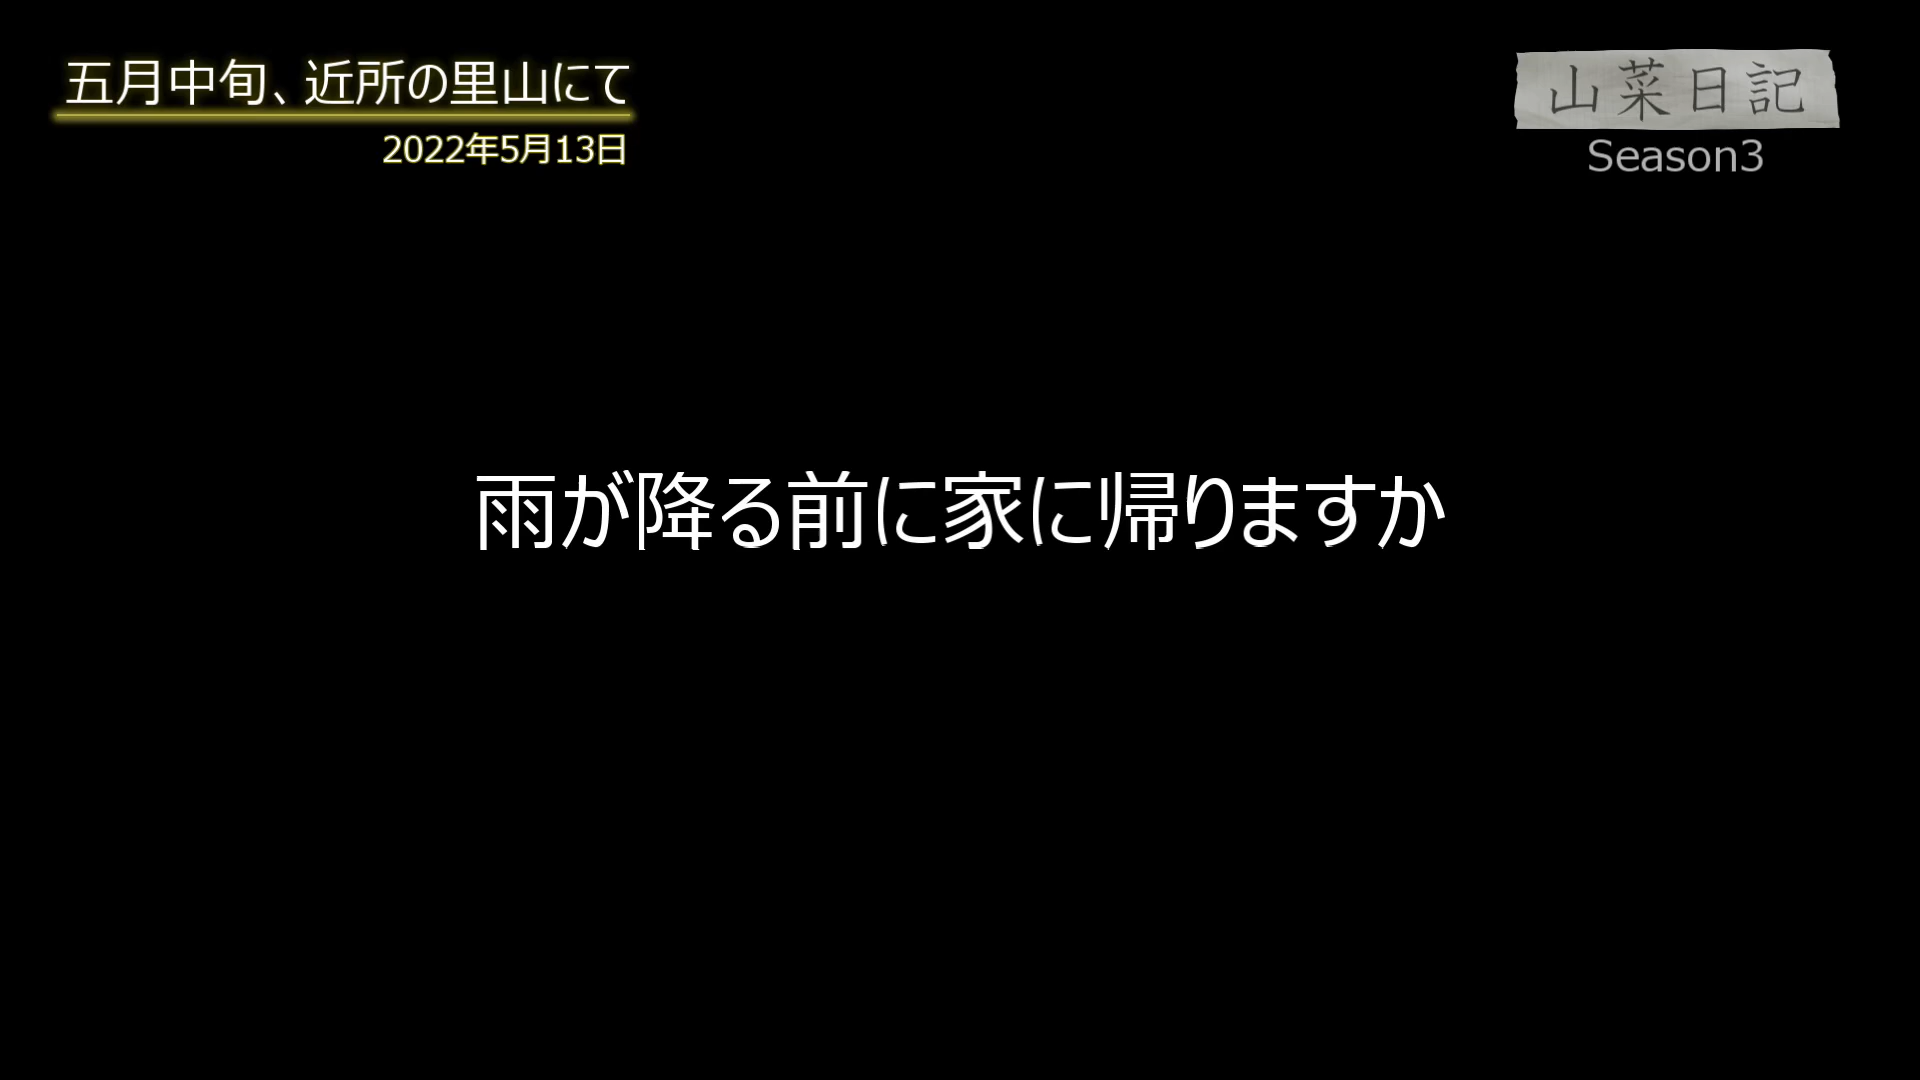 五月中旬、近所の里山にて
2022年5月13日
山菜日記
Season3
雨が降る前に家に帰りますか